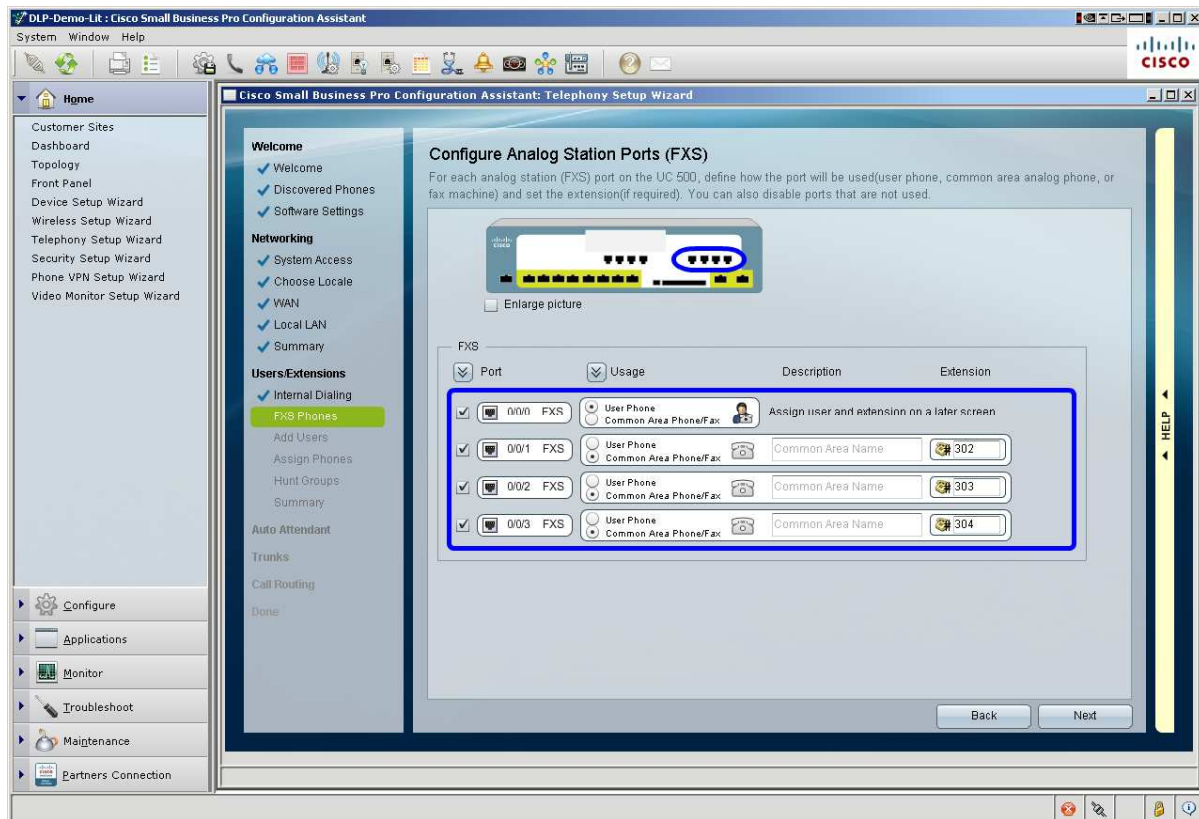 DLP-Demo-Lit : Cisco Small Business Pro Configuration Assistant
System Window Help
CISCO
Home
Customer Sites
Dashboard
Topology
Front Panel
Device Setup Wizard
Wireless Setup Wizard
Telephony Setup Wizard
Security Setup Wizard
Phone VPN Setup Wizard
Video Monitor Setup Wizard
Configure
Applications
Monitor
Troubleshoot
Maintenance
Partners Connection
Cisco Small Business Pro Configuration Assistant: Telephony Setup Wizard
Welcome
Welcome
Discovered Phones
Software Settings
Networking
System Access
Choose Locale
WAN
Local LAN
Summary
Users/Extensions
Internal Dialing
FXS Phones
Add Users
Assign Phones
Hunt Groups
Summary
Auto Attendant
Trunks
Call Routing
Done
Configure Analog Station Ports (FXS)
For each analog station (FXS) port on the UC 500, define how the port will be used(user phone, common area analog phone, or
fax machine) and set the extension(if required). You can also disable ports that are not used.
CISCO
Enlarge picture
FXS
Port Usage Description Extension
0/0/0 FXS User Phone Common Area Phone/Fax Assign user and extension on a later screen
0/0/1 FXS User Phone Common Area Phone/Fax Common Area Name # 302
0/0/2 FXS User Phone Common Area Phone/Fax Common Area Name # 303
0/0/3 FXS User Phone Common Area Phone/Fax Common Area Name # 304
Back Next
HELP